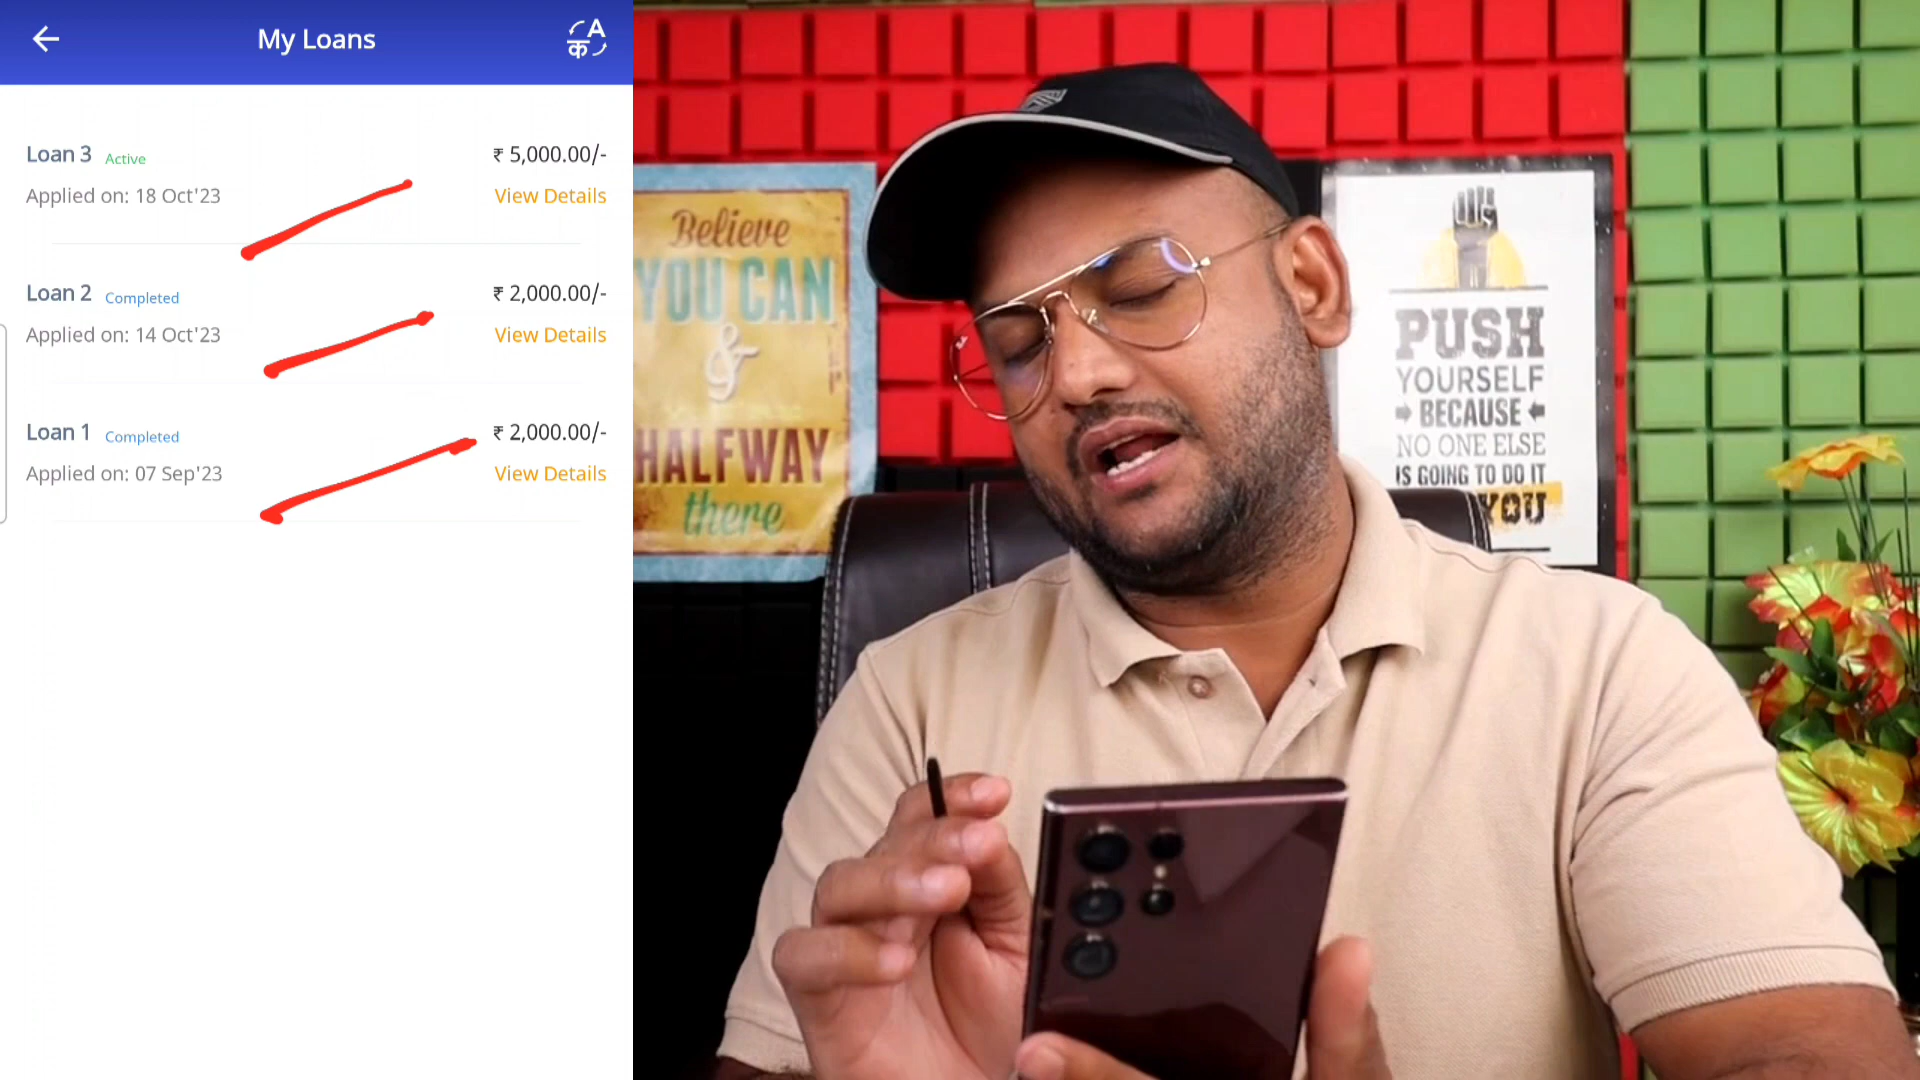 My Loans
A
क
Loan 3 Active
₹ 5,000.00/-
Applied on: 18 Oct'23
View Details
Loan 2 Completed
₹ 2,000.00/-
Applied on: 14 Oct'23
View Details
Loan 1 Completed
₹ 2,000.00/-
Applied on: 07 Sep'23
View Details
Believe
YOU CAN
&
HALFWAY
there
PUSH
YOURSELF
BECAUSE
NO ONE ELSE
IS GOING TO DO IT
YOU